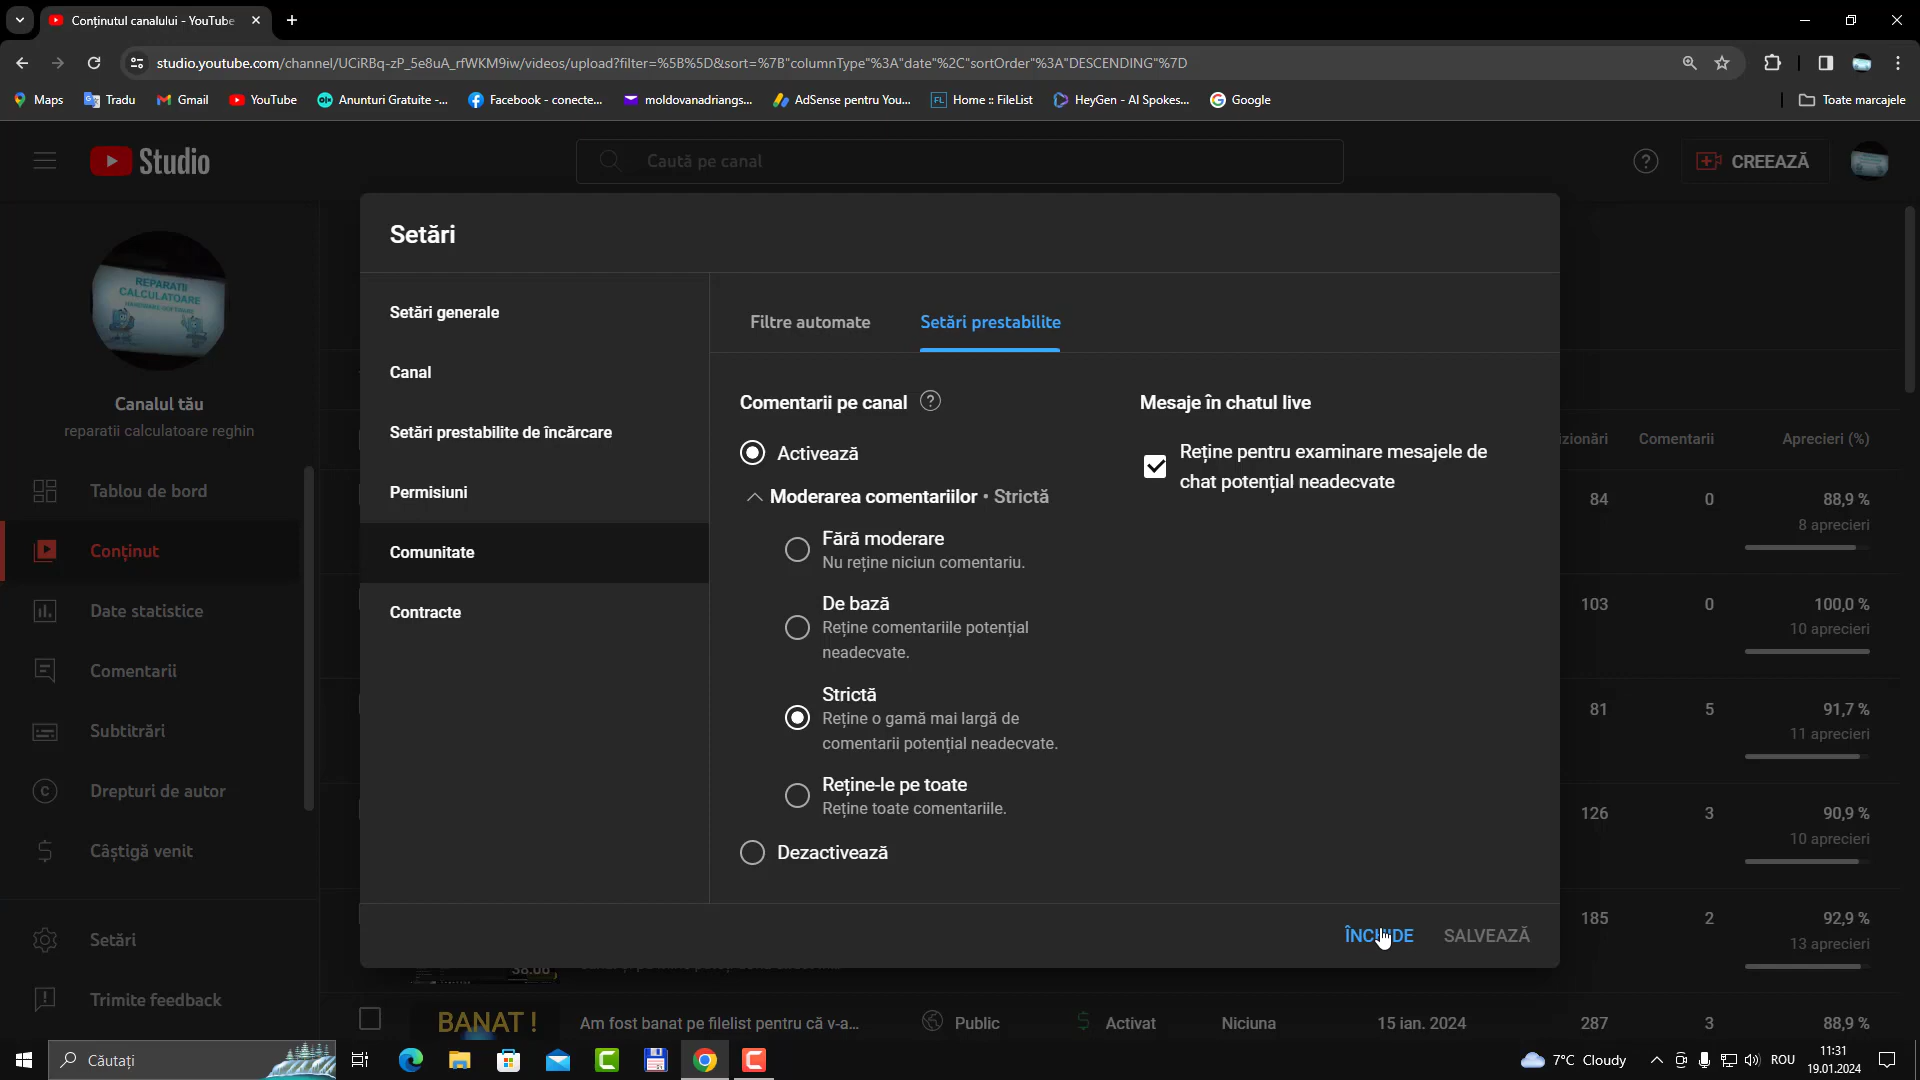 Conținutul canalului - YouTube
studio.youtube.com/channel/UCiRBq-zP_5e8uA_rfWKM9iw/videos/upload?filter=%5B%5D&sort=%7B"columnType"%3A"date"%2C"sortOrder"%3A"DESCENDING"%7D
Maps Tradu Gmail YouTube Anunturi Gratuite -... Facebook - conecte... moldovanadriangs... AdSense pentru You... FL Home :: FileList HeyGen - AI Spokes... Google Toate marcajele
Studio Caută pe canal CREEAZĂ
REPARATII
CALCULATOARE
HARDWARE SOFTWARE
Canalul tău
reparatii calculatoare reghin
Tablou de bord
Conținut
Date statistice
Comentarii
Subtitrări
Drepturi de autor
Câștigă venit
Setări
Trimite feedback
Setări
Setări generale
Canal
Setări prestabilite de încărcare
Permisiuni
Comunitate
Contracte
Filtre automate Setări prestabilite
Comentarii pe canal
Activează
Moderarea comentariilor • Strictă
Fără moderare
Nu reține niciun comentariu.
De bază
Reține comentariile potențial
neadecvate.
Strictă
Reține o gamă mai largă de
comentarii potențial neadecvate.
Reține-le pe toate
Reține toate comentariile.
Dezactivează
Mesaje în chatul live
Reține pentru examinare mesajele de
chat potențial neadecvate
ÎNCHIDE SALVEAZĂ
zionări Comentarii Aprecieri (%)
84 0 88,9 %
8 aprecieri
103 0 100,0 %
10 aprecieri
81 5 91,7 %
11 aprecieri
126 3 90,9 %
10 aprecieri
185 2 92,9 %
13 aprecieri
BANAT ! Am fost banat pe filelist pentru că v-a... Public Activat Niciuna 15 ian. 2024 287 3 88,9 %
Căutați 7°C Cloudy ROU 11:31
19.01.2024